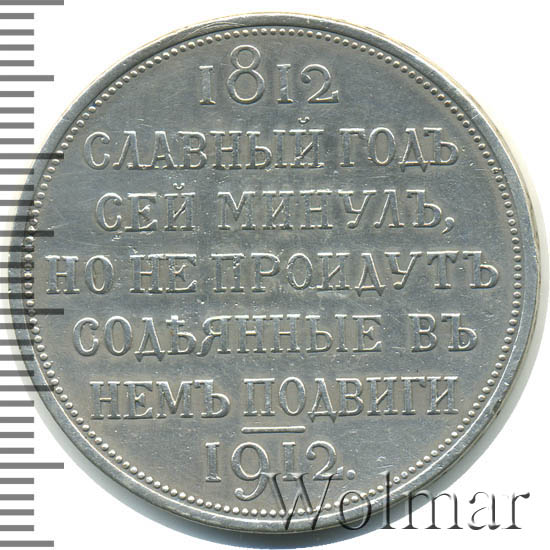 1812
СЛАВНЫЙ ГОДЪ
СЕЙ МИНУЛЪ,
НО НЕ ПРОЙДУТЪ
СОДѢЯННЫЕ ВЪ
НЕМЪ ПОДВИГИ
1912.
Wolmar